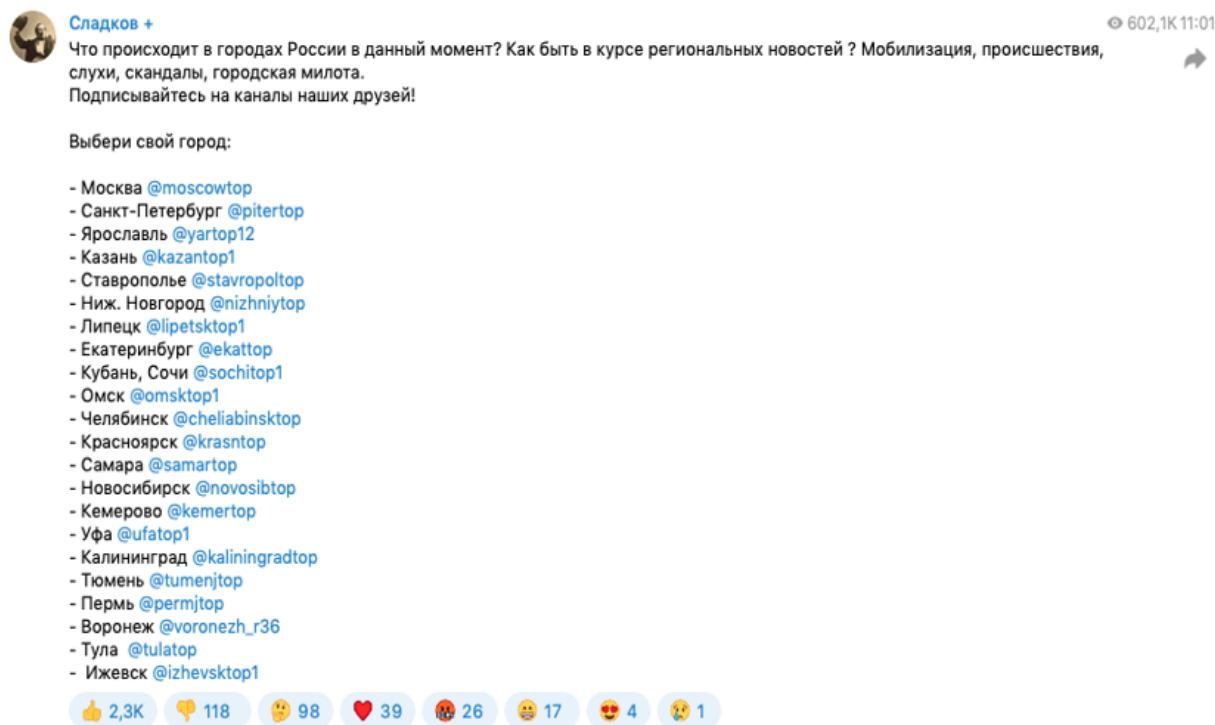 Сладков +
602,1K 11:01
Что происходит в городах России в данный момент? Как быть в курсе региональных новостей ? Мобилизация, происшествия,
слухи, скандалы, городская милота.
Подписывайтесь на каналы наших друзей!
Выбери свой город:
- Москва @moscowtop
- Санкт-Петербург @pitertop
- Ярославль @yartop12
- Казань @kazantop1
- Ставрополье @stavropoltop
- Ниж. Новгород @nizhniytop
- Липецк @lipetsktop1
- Екатеринбург @ekattop
- Кубань, Сочи @sochitop1
- Омск @omsktop1
- Челябинск @cheliabinsktop
- Красноярск @krasntop
- Самара @samartop
- Новосибирск @novosibtop
- Кемерово @kemertop
- Уфа @ufatop1
- Калининград @kaliningradtop
- Тюмень @tumenjtop
- Пермь @permjtop
- Воронеж @voronezh_r36
- Тула @tulatop
- Ижевск @izhevsktop1
2,3K 118 98 39 26 17 4 1